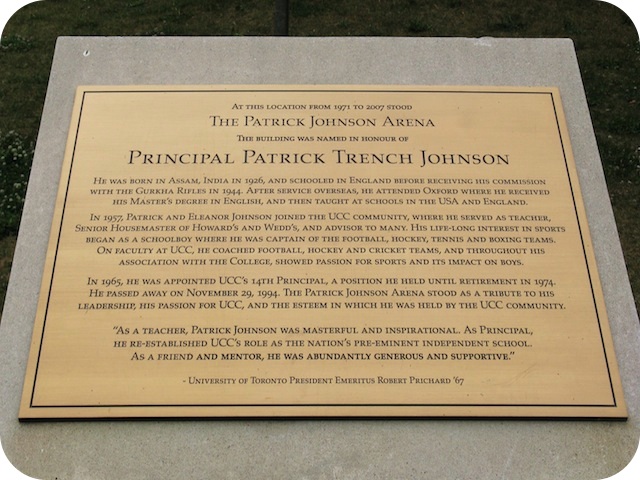 At this location from 1971 to 2007 stood
The Patrick Johnson Arena
The building was named in honour of
Principal Patrick Trench Johnson
He was born in Assam, India in 1926, and schooled in England before receiving his commission
with the Gurkha Rifles in 1944. After service overseas, he attended Oxford where he received
his Master's degree in English, and then taught at schools in the USA and England.
In 1957, Patrick and Eleanor Johnson joined the UCC community, where he served as teacher,
Senior Housemaster of Howard's and Wedd's, and advisor to many. His life-long interest in sports
began as a schoolboy where he was captain of the football, hockey, tennis and boxing teams.
On faculty at UCC, he coached football, hockey and cricket teams, and throughout his
association with the College, showed passion for sports and its impact on boys.
In 1965, he was appointed UCC's 14th Principal, a position he held until retirement in 1974.
He passed away on November 29, 1994. The Patrick Johnson Arena stood as a tribute to his
leadership, his passion for UCC, and the esteem in which he was held by the UCC community.
"As a teacher, Patrick Johnson was masterful and inspirational. As Principal,
he re-established UCC's role as the nation's pre-eminent independent school.
As a friend and mentor, he was abundantly generous and supportive."
- University of Toronto President Emeritus Robert Prichard '67